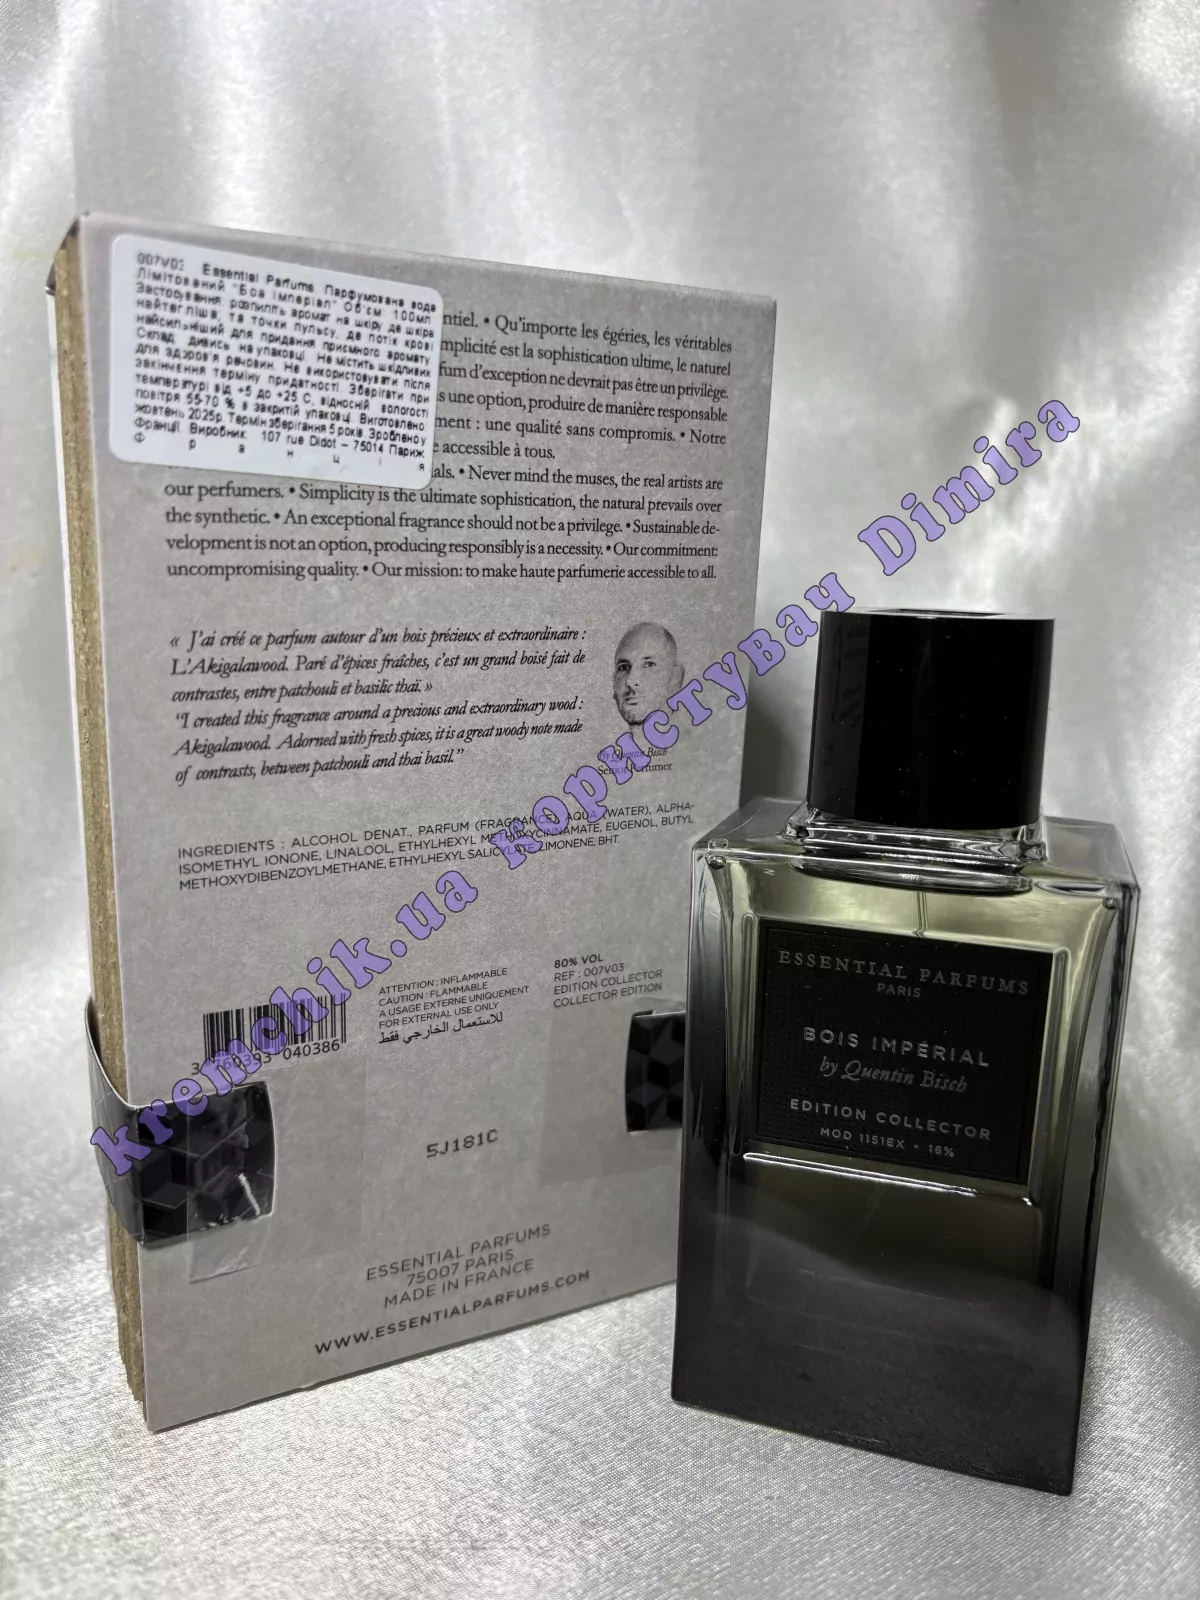 007V03 Essential Parfums Парфумована вода
Лімітований "Боа Імперіал" Об'єм 100мл
Застосування розпиліть аромат на шкіру де шкіра
найтепліша, та точки пульсу, де потік крові
найсильніший для придання приємного аромату
Склад: дивись на упаковці. Не містить шкідливих
для здоров'я речовин. Не використовувати після
закінчення терміну придатності. Зберігати при
температурі від +5 до +25 С, відносній вологості
повітря 55-70 % в закритій упаковці. Виготовлено:
жовтень 2025р. Термін зберігання 5 років. Зроблено у
Франції. Виробник: 107 rue Didot – 75014 Париж
Ф р а н ц і я
ntiel. • Qu'importe les égéries, les véritables
mplicité est la sophistication ultime, le naturel
fum d'exception ne devrait pas être un privilège.
s une option, produire de manière responsable
ment : une qualité sans compromis. • Notre
e accessible à tous.
ials. • Never mind the muses, the real artists are
our perfumers. • Simplicity is the ultimate sophistication, the natural prevails over
the synthetic. • An exceptional fragrance should not be a privilege. • Sustainable de-
velopment is not an option, producing responsibly is a necessity. • Our commitment:
uncompromising quality. • Our mission: to make haute parfumerie accessible to all.
« J'ai créé ce parfum autour d'un bois précieux et extraordinaire :
L'Akigalawood. Paré d'épices fraîches, c'est un grand boisé fait de
contrastes, entre patchouli et basilic thaï. »
"I created this fragrance around a precious and extraordinary wood :
Akigalawood. Adorned with fresh spices, it is a great woody note made
of contrasts, between patchouli and thai basil."
By Quentin Bisch
Senior Perfumer
INGREDIENTS : ALCOHOL DENAT., PARFUM (FRAGRANCE), AQUA (WATER), ALPHA-
ISOMETHYL IONONE, LINALOOL, ETHYLHEXYL METHOXYCINNAMATE, EUGENOL, BUTYL
METHOXYDIBENZOYLMETHANE, ETHYLHEXYL SALICYLATE, LIMONENE, BHT.
ATTENTION : INFLAMMABLE
CAUTION : FLAMMABLE
A USAGE EXTERNE UNIQUEMENT
FOR EXTERNAL USE ONLY
للاستعمال الخارجي فقط
80% VOL
REF : 007V03
EDITION COLLECTOR
COLLECTOR EDITION
040386
5J181C
ESSENTIAL PARFUMS
75007 PARIS
MADE IN FRANCE
WWW.ESSENTIALPARFUMS.COM
ESSENTIAL PARFUMS
PARIS
BOIS IMPÉRIAL
by Quentin Bisch
EDITION COLLECTOR
MOD 11S1EX - 16%
kremchik.ua користувач Dimira